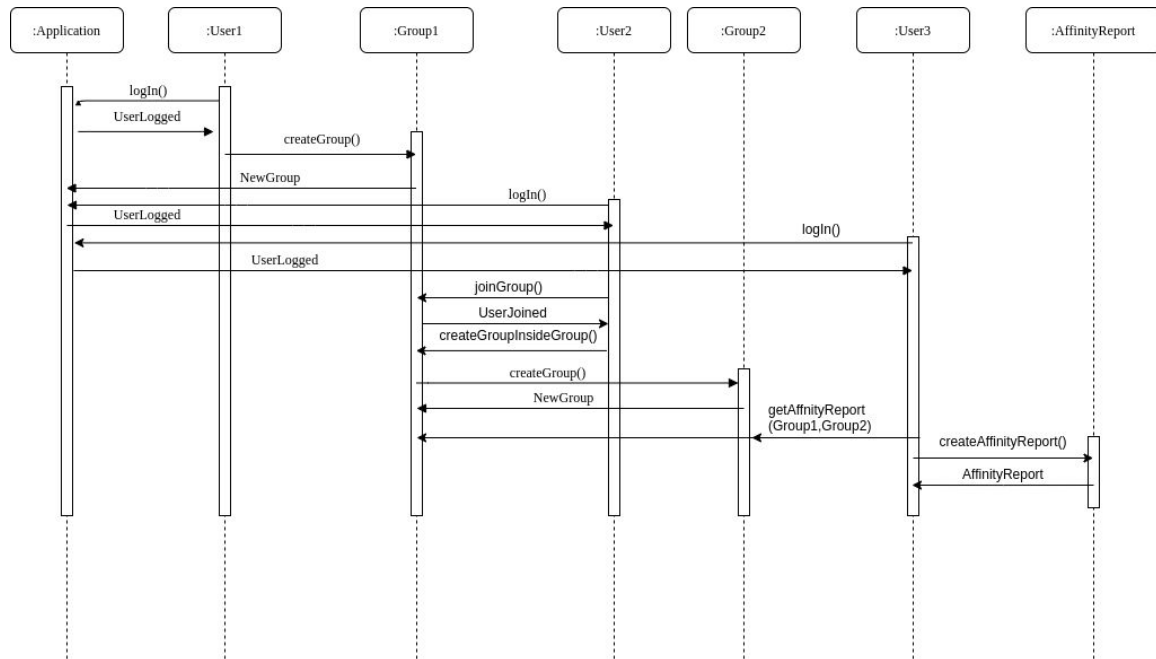 :Application
:User1
:Group1
:User2
:Group2
:User3
:AffinityReport
logIn()
UserLogged
createGroup()
NewGroup
logIn()
UserLogged
logIn()
UserLogged
joinGroup()
UserJoined
createGroupInsideGroup()
createGroup()
NewGroup
getAffnityReport
(Group1,Group2)
createAffinityReport()
AffinityReport